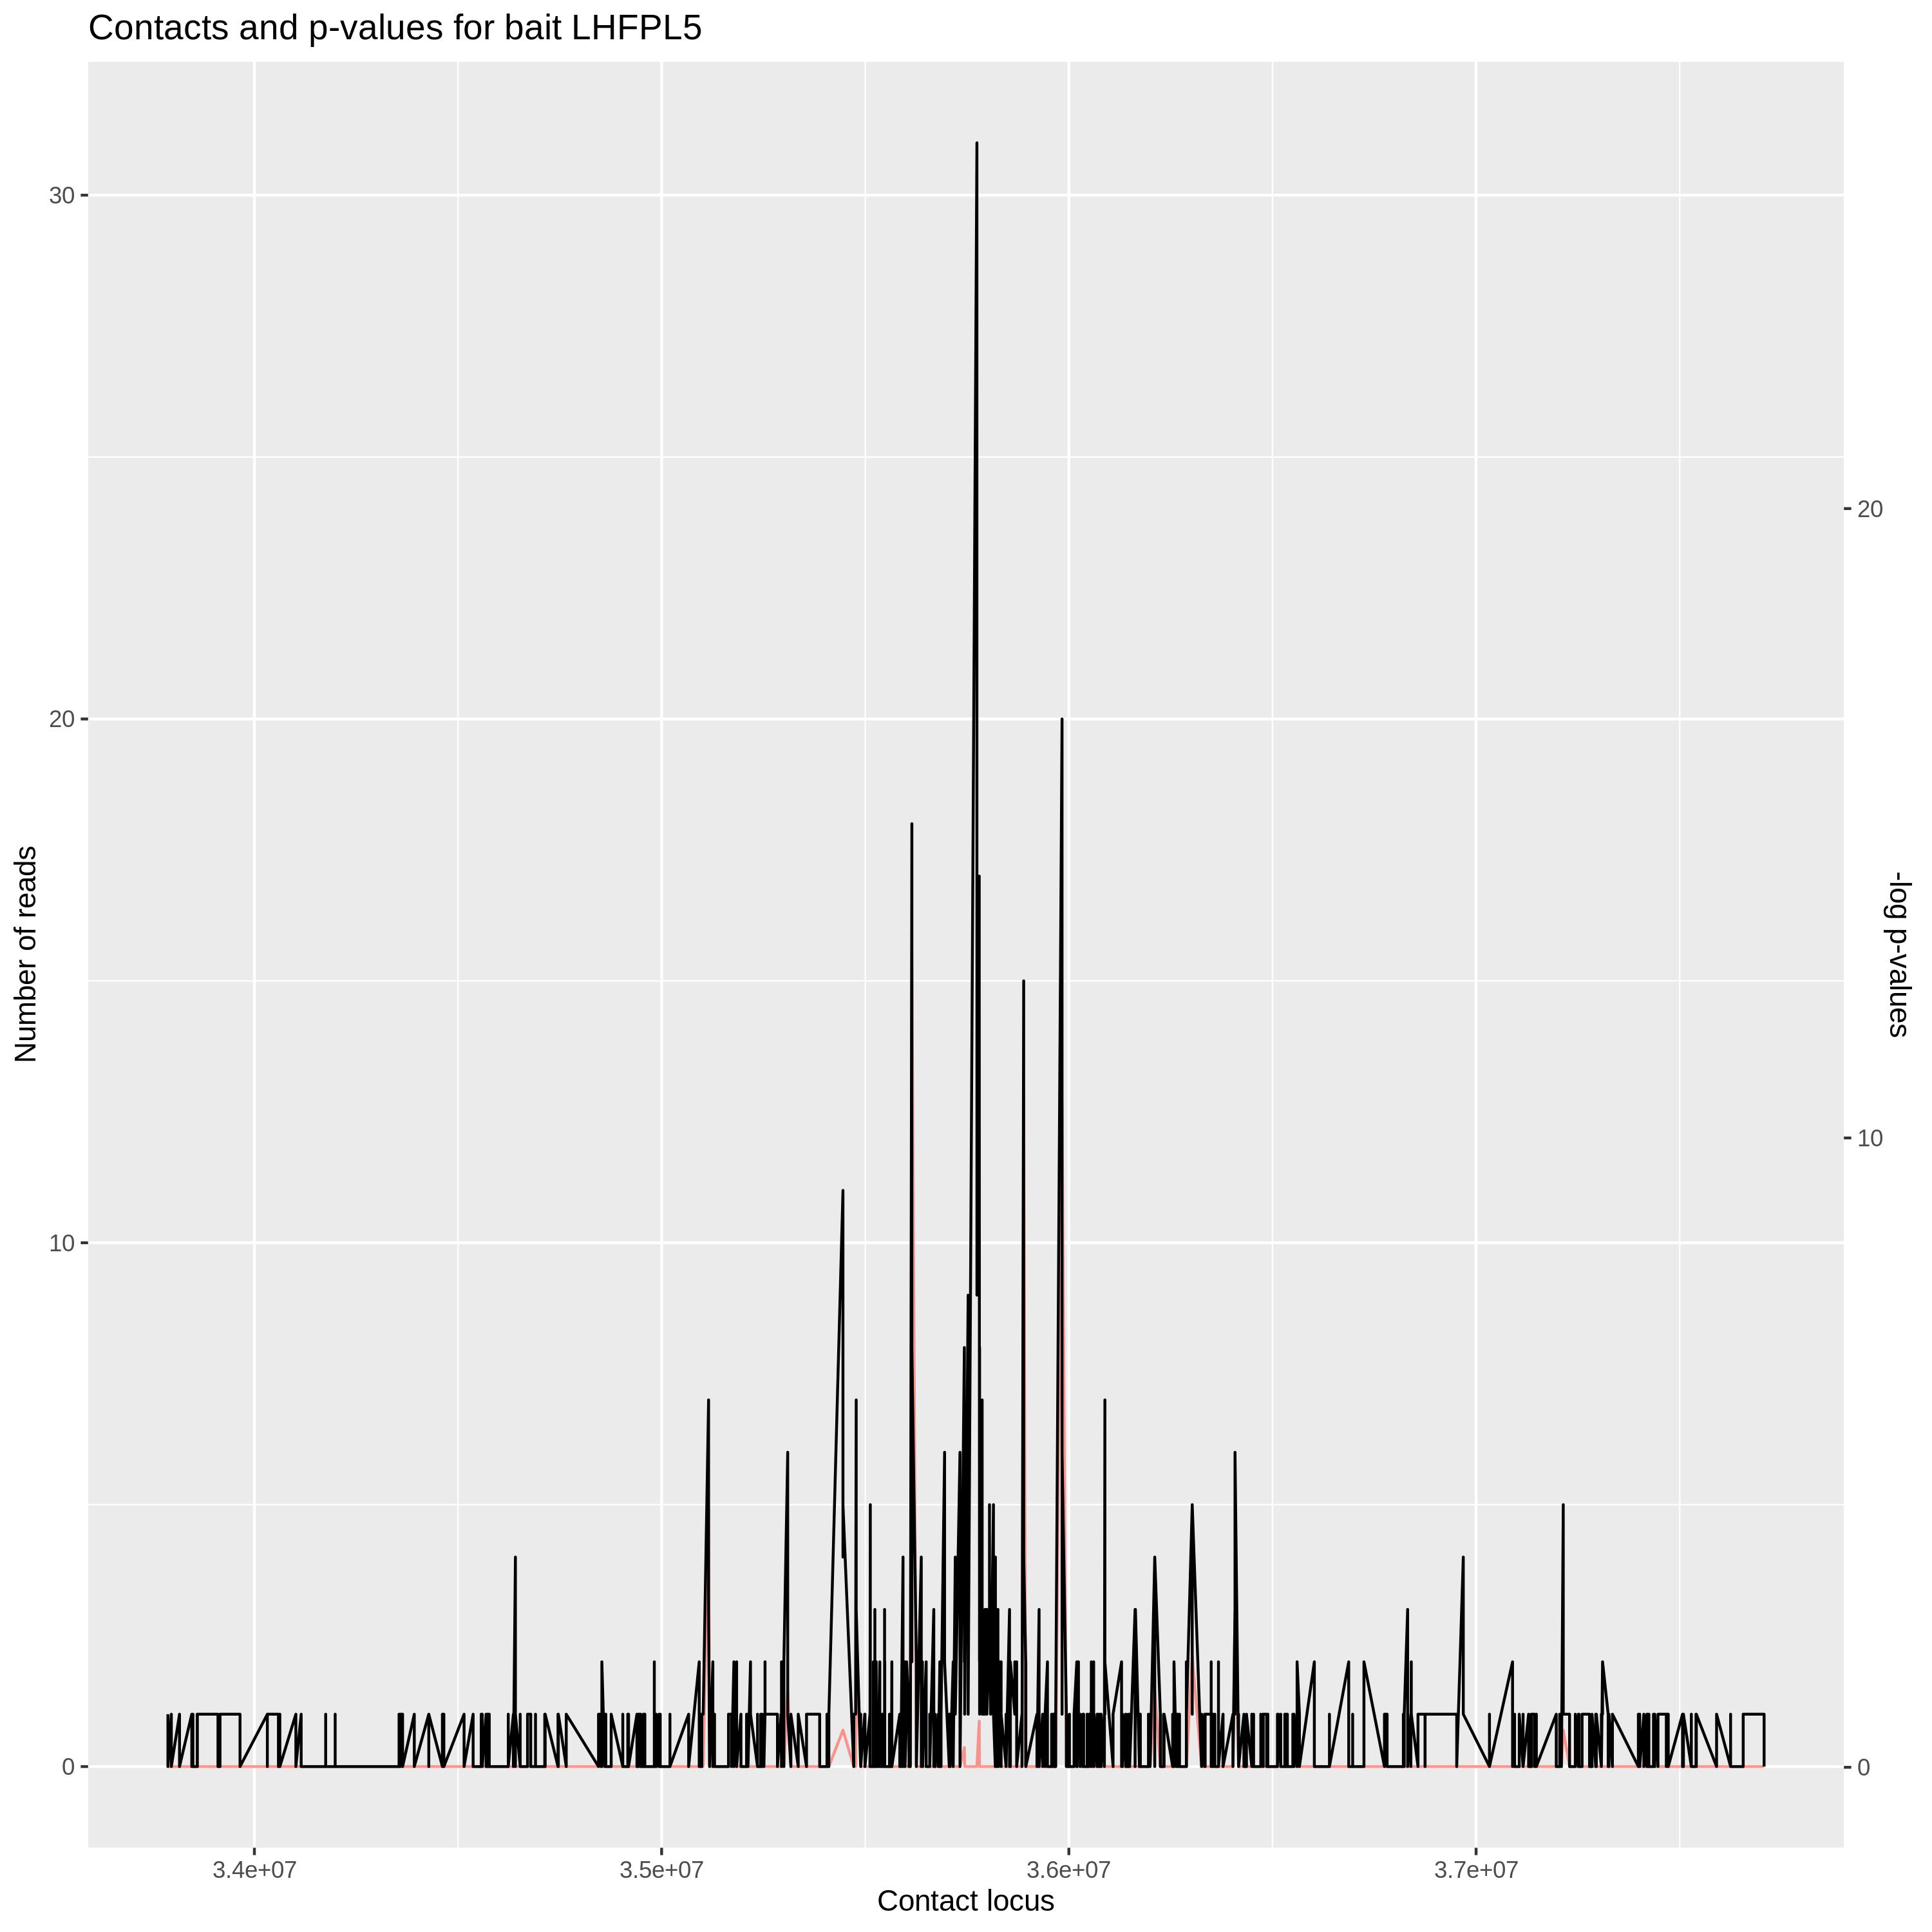 Contacts and p-values for bait LHFPL5
30
20
10
0
Number of reads
20
10
0
-log p-values
3.4e+07
3.5e+07
3.6e+07
3.7e+07
Contact locus